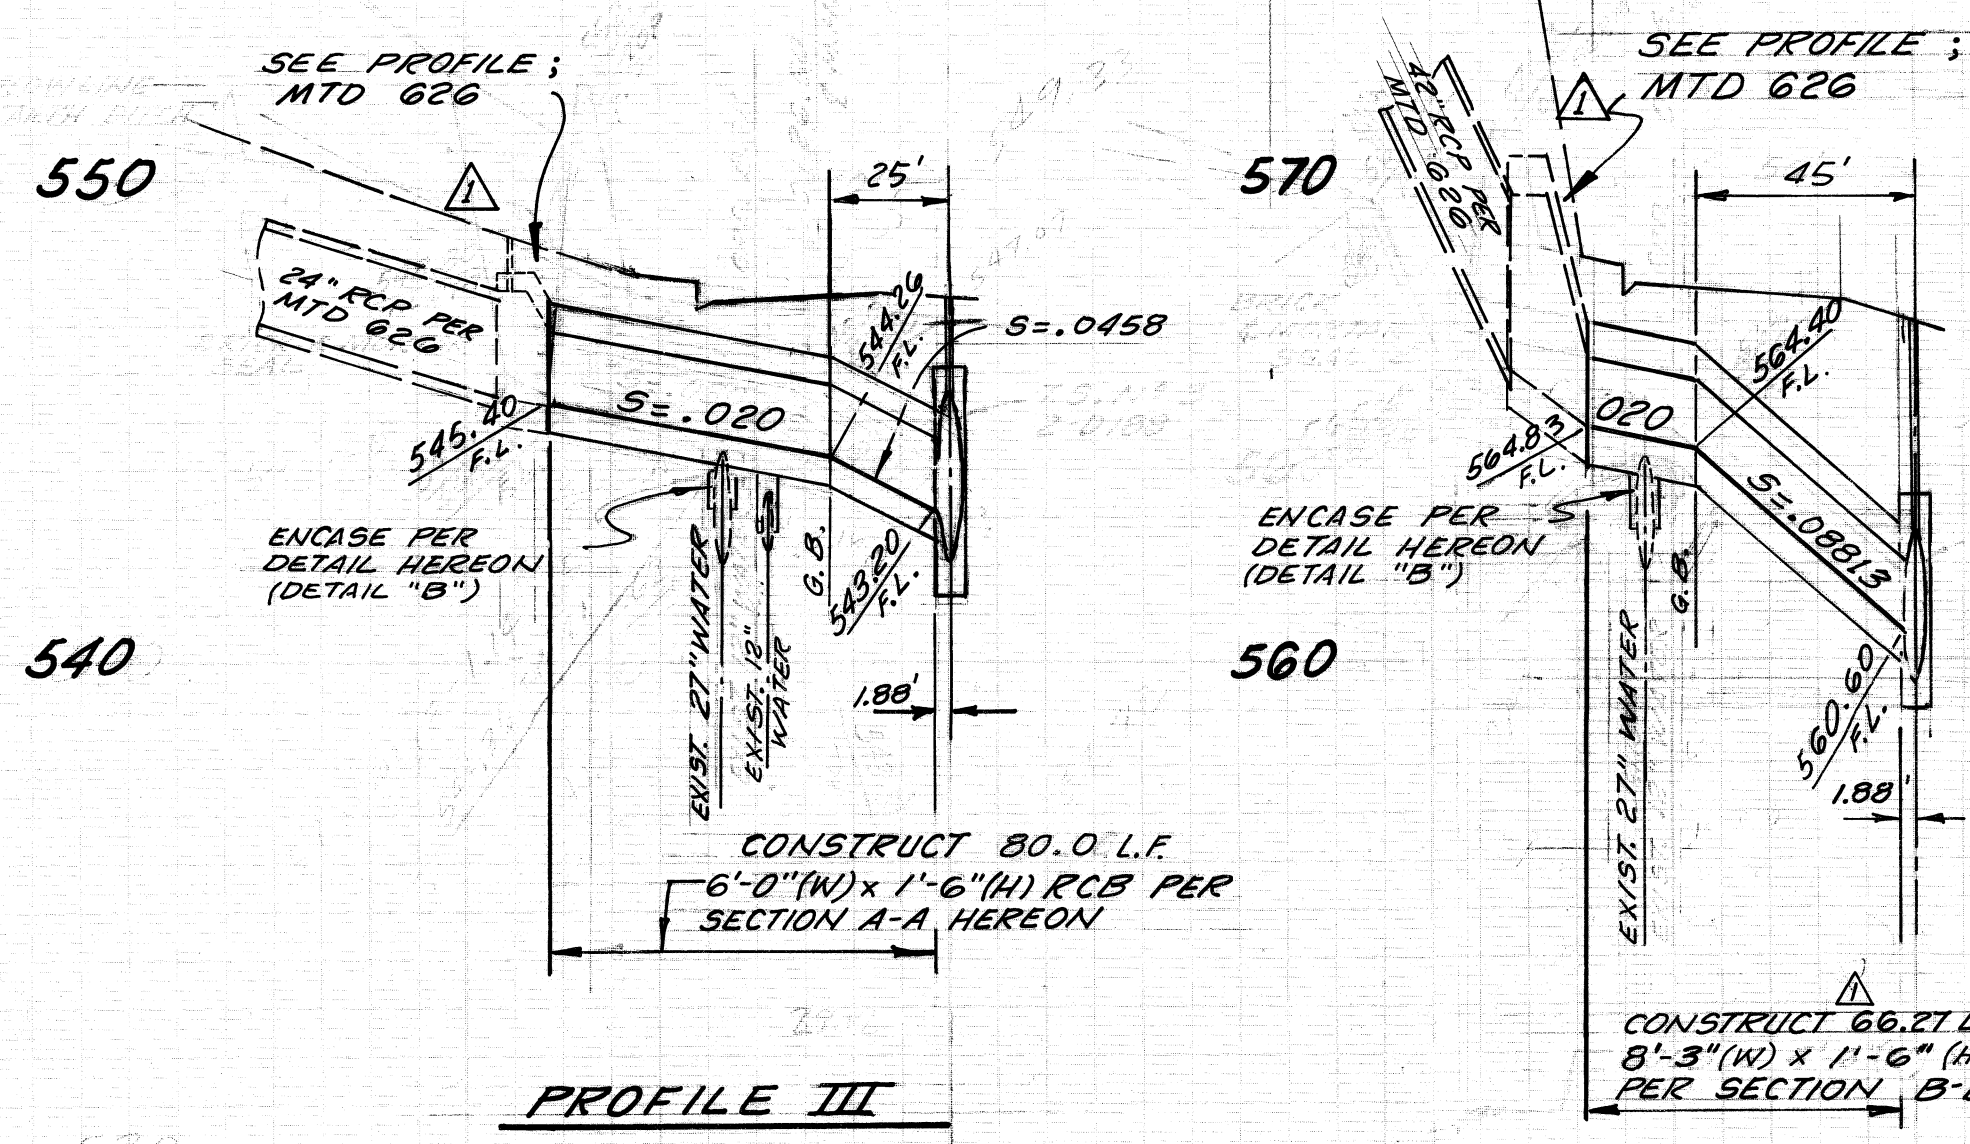 SEE PROFILE ;
MTD 626
550
1
25'
24" RCP PER
MTD 626
544.26
F.L.
S=.0458
S=.020
545.40
F.L.
ENCASE PER
DETAIL HEREON
(DETAIL "B")
EXIST. 27" WATER
EXIST. 12"
WATER
G.B.
543.20
F.L.
540
1.88'
CONSTRUCT 80.0 L.F.
6'-0"(W) x 1'-6"(H) RCB PER
SECTION A-A HEREON
PROFILE III
SEE PROFILE ;
MTD 626
1
42" RCP PER
MTD 626
570
45'
564.40
F.L.
020
564.83
F.L.
S=.08813
ENCASE PER
DETAIL HEREON
(DETAIL "B")
G.B.
EXIST. 27" WATER
560
560.60
F.L.
1.88'
1
CONSTRUCT 66.27 L
8'-3"(W) x 1'-6" (H
PER SECTION B-